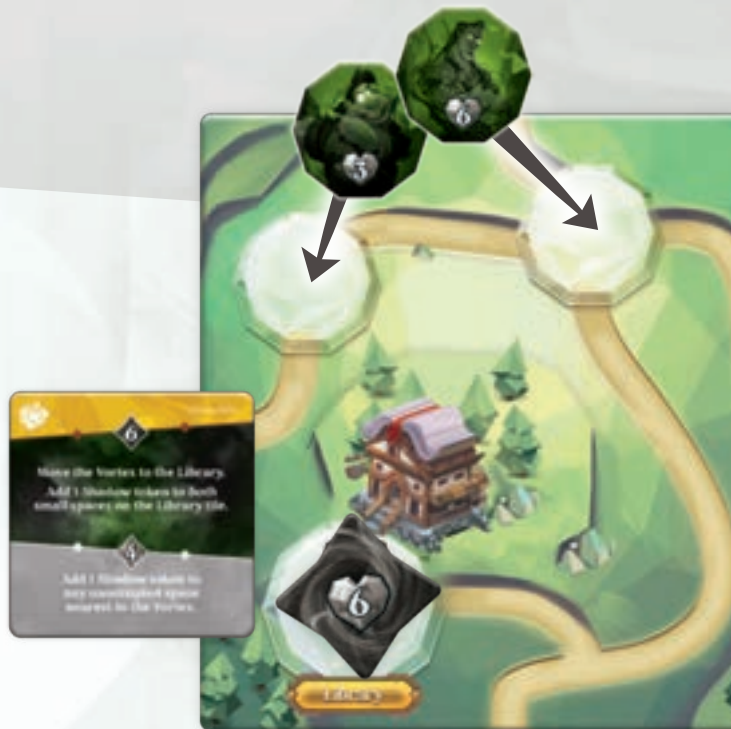 3
6
6
Move the Vortex to the Library.
Add 1 Shadow token to both
small spaces on the Library tile.
4
Add 1 Shadow token to
any unoccupied space
nearest to the Vortex.
6
Library